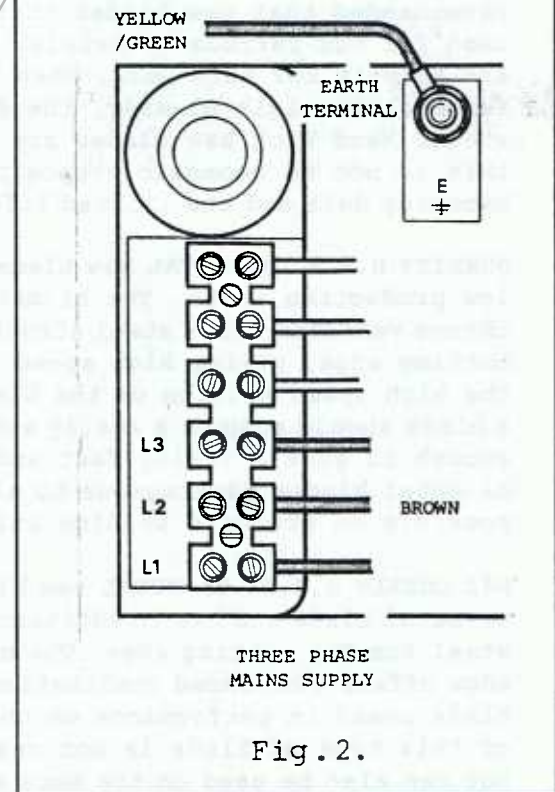 YELLOW
/GREEN
EARTH
TERMINAL
E
L3
L2
BROWN
L1
THREE PHASE
MAINS SUPPLY
Fig.2.